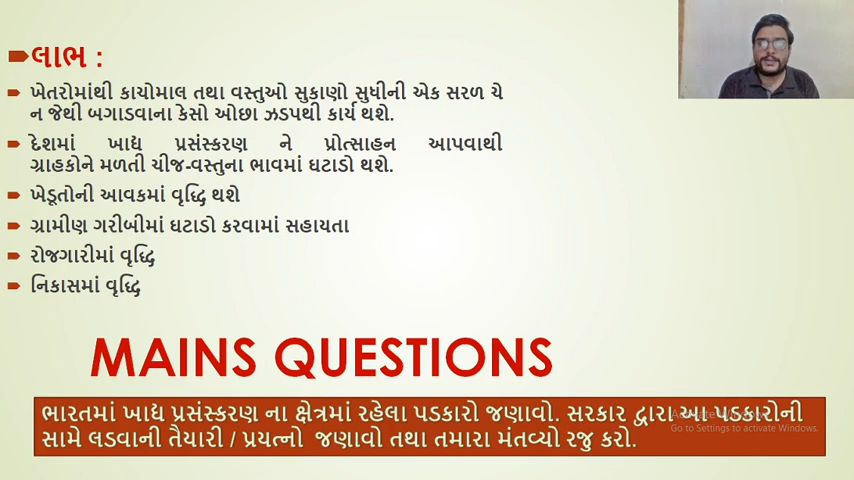 લાભ :
ખેતરોમાંથી કાચોમાલ તથા વસ્તુઓ સુકાણો સુધીની એક સરળ ચે
ન જેથી બગાડવાના કેસો ઓછા ઝડપથી કાર્ય થશે.
દેશમાં ખાદ્ય પ્રસંસ્કરણ ને પ્રોત્સાહન આપવાથી
ગ્રાહકોને મળતી ચીજ-વસ્તુના ભાવમાં ઘટાડો થશે.
ખેડૂતોની આવકમાં વૃદ્ધિ થશે
ગ્રામીણ ગરીબીમાં ઘટાડો કરવામાં સહાયતા
રોજગારીમાં વૃદ્ધિ
નિકાસમાં વૃદ્ધિ
MAINS QUESTIONS
ભારતમાં ખાદ્ય પ્રસંસ્કરણ ના ક્ષેત્રમાં રહેલા પડકારો જણાવો. સરકાર દ્વારા આ પડકારોની
સામે લડવાની તૈયારી / પ્રયત્નો જણાવો તથા તમારા મંતવ્યો રજુ કરો.
Activate Windows
Go to Settings to activate Windows.